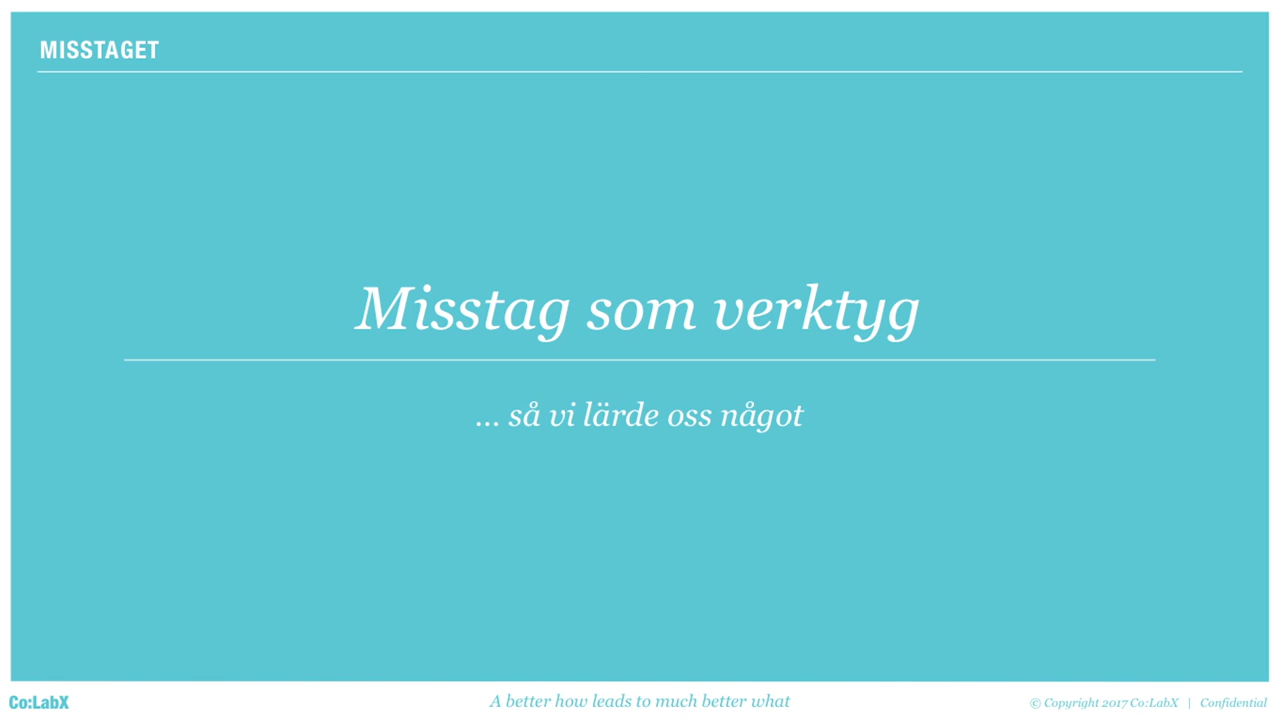 MISSTAGET
Misstag som verktyg
... så vi lärde oss något
Co:LabX
A better how leads to much better what
© Copyright 2017 Co:LabX | Confidential